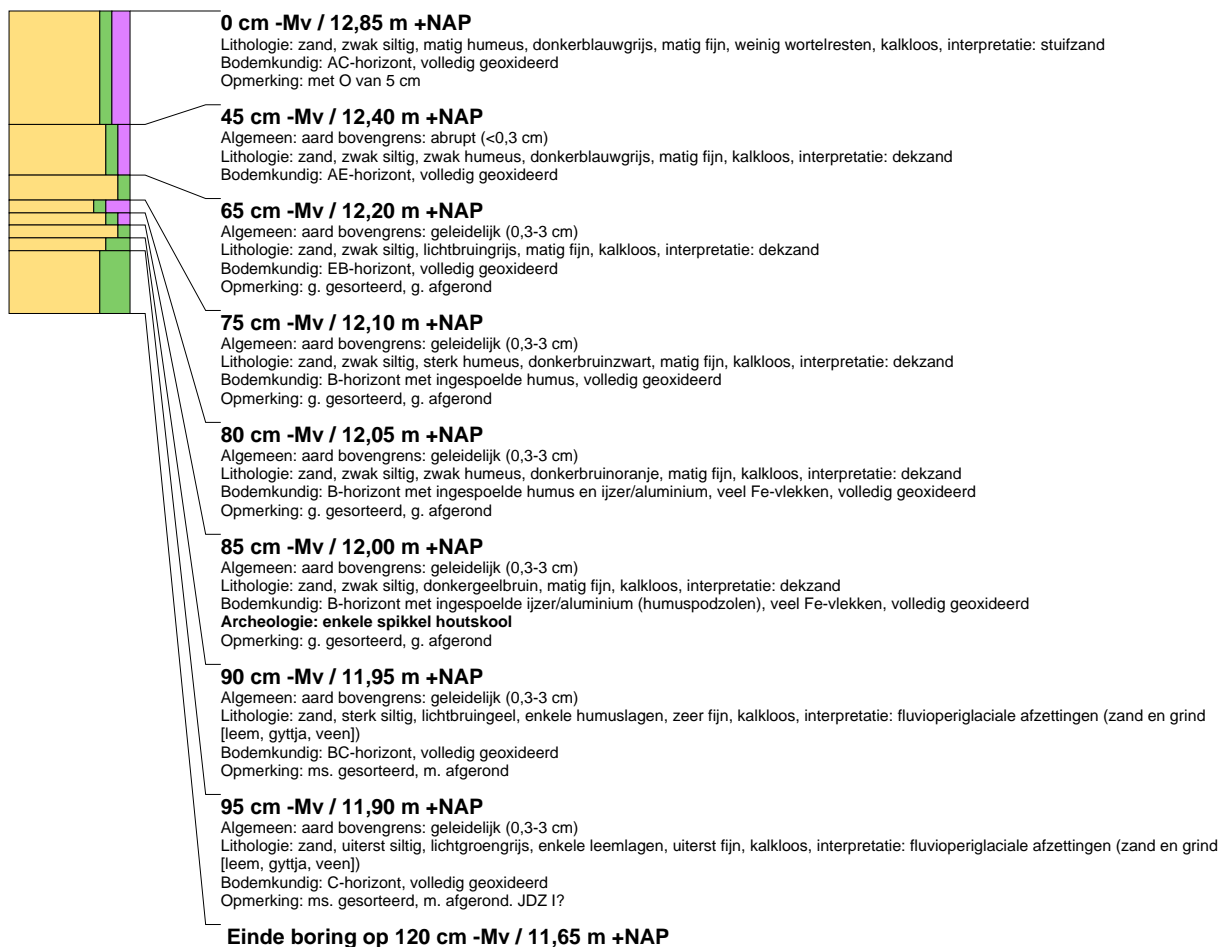 0 cm -Mv / 12,85 m +NAP
Lithologie: zand, zwak siltig, matig humeus, donkerblauwgrijs, matig fijn, weinig wortelresten, kalkloos, interpretatie: stuifzand
Bodemkundig: AC-horizont, volledig geoxideerd
Opmerking: met O van 5 cm
45 cm -Mv / 12,40 m +NAP
Algemeen: aard bovengrens: abrupt (<0,3 cm)
Lithologie: zand, zwak siltig, zwak humeus, donkerblauwgrijs, matig fijn, kalkloos, interpretatie: dekzand
Bodemkundig: AE-horizont, volledig geoxideerd
65 cm -Mv / 12,20 m +NAP
Algemeen: aard bovengrens: geleidelijk (0,3-3 cm)
Lithologie: zand, zwak siltig, lichtbruingrijs, matig fijn, kalkloos, interpretatie: dekzand
Bodemkundig: EB-horizont, volledig geoxideerd
Opmerking: g. gesorteerd, g. afgerond
75 cm -Mv / 12,10 m +NAP
Algemeen: aard bovengrens: geleidelijk (0,3-3 cm)
Lithologie: zand, zwak siltig, sterk humeus, donkerbruinzwart, matig fijn, kalkloos, interpretatie: dekzand
Bodemkundig: B-horizont met ingespoelde humus, volledig geoxideerd
Opmerking: g. gesorteerd, g. afgerond
80 cm -Mv / 12,05 m +NAP
Algemeen: aard bovengrens: geleidelijk (0,3-3 cm)
Lithologie: zand, zwak siltig, zwak humeus, donkerbruinoranje, matig fijn, kalkloos, interpretatie: dekzand
Bodemkundig: B-horizont met ingespoelde humus en ijzer/aluminium, veel Fe-vlekken, volledig geoxideerd
Opmerking: g. gesorteerd, g. afgerond
85 cm -Mv / 12,00 m +NAP
Algemeen: aard bovengrens: geleidelijk (0,3-3 cm)
Lithologie: zand, zwak siltig, donkergeelbruin, matig fijn, kalkloos, interpretatie: dekzand
Bodemkundig: B-horizont met ingespoelde ijzer/aluminium (humuspodzolen), veel Fe-vlekken, volledig geoxideerd
Archeologie: enkele spikkel houtskool
Opmerking: g. gesorteerd, g. afgerond
90 cm -Mv / 11,95 m +NAP
Algemeen: aard bovengrens: geleidelijk (0,3-3 cm)
Lithologie: zand, sterk siltig, lichtbruingeel, enkele humuslagen, zeer fijn, kalkloos, interpretatie: fluvioperiglaciale afzettingen (zand en grind
[leem, gyttja, veen])
Bodemkundig: BC-horizont, volledig geoxideerd
Opmerking: ms. gesorteerd, m. afgerond
95 cm -Mv / 11,90 m +NAP
Algemeen: aard bovengrens: geleidelijk (0,3-3 cm)
Lithologie: zand, uiterst siltig, lichtgroengrijs, enkele leemlagen, uiterst fijn, kalkloos, interpretatie: fluvioperiglaciale afzettingen (zand en grind
[leem, gyttja, veen])
Bodemkundig: C-horizont, volledig geoxideerd
Opmerking: ms. gesorteerd, m. afgerond. JDZ I?
Einde boring op 120 cm -Mv / 11,65 m +NAP